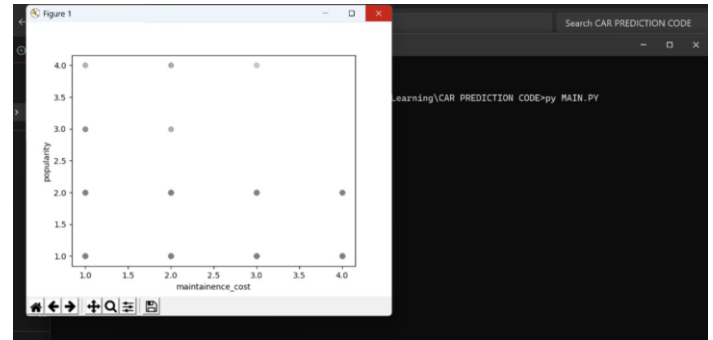 Figure 1
Search CAR PREDICTION CODE
Learning\CAR PREDICTION CODE>py MAIN.PY
4.0
3.5
3.0
2.5
2.0
1.5
1.0
popularity
1.0 1.5 2.0 2.5 3.0 3.5 4.0
maintainence_cost